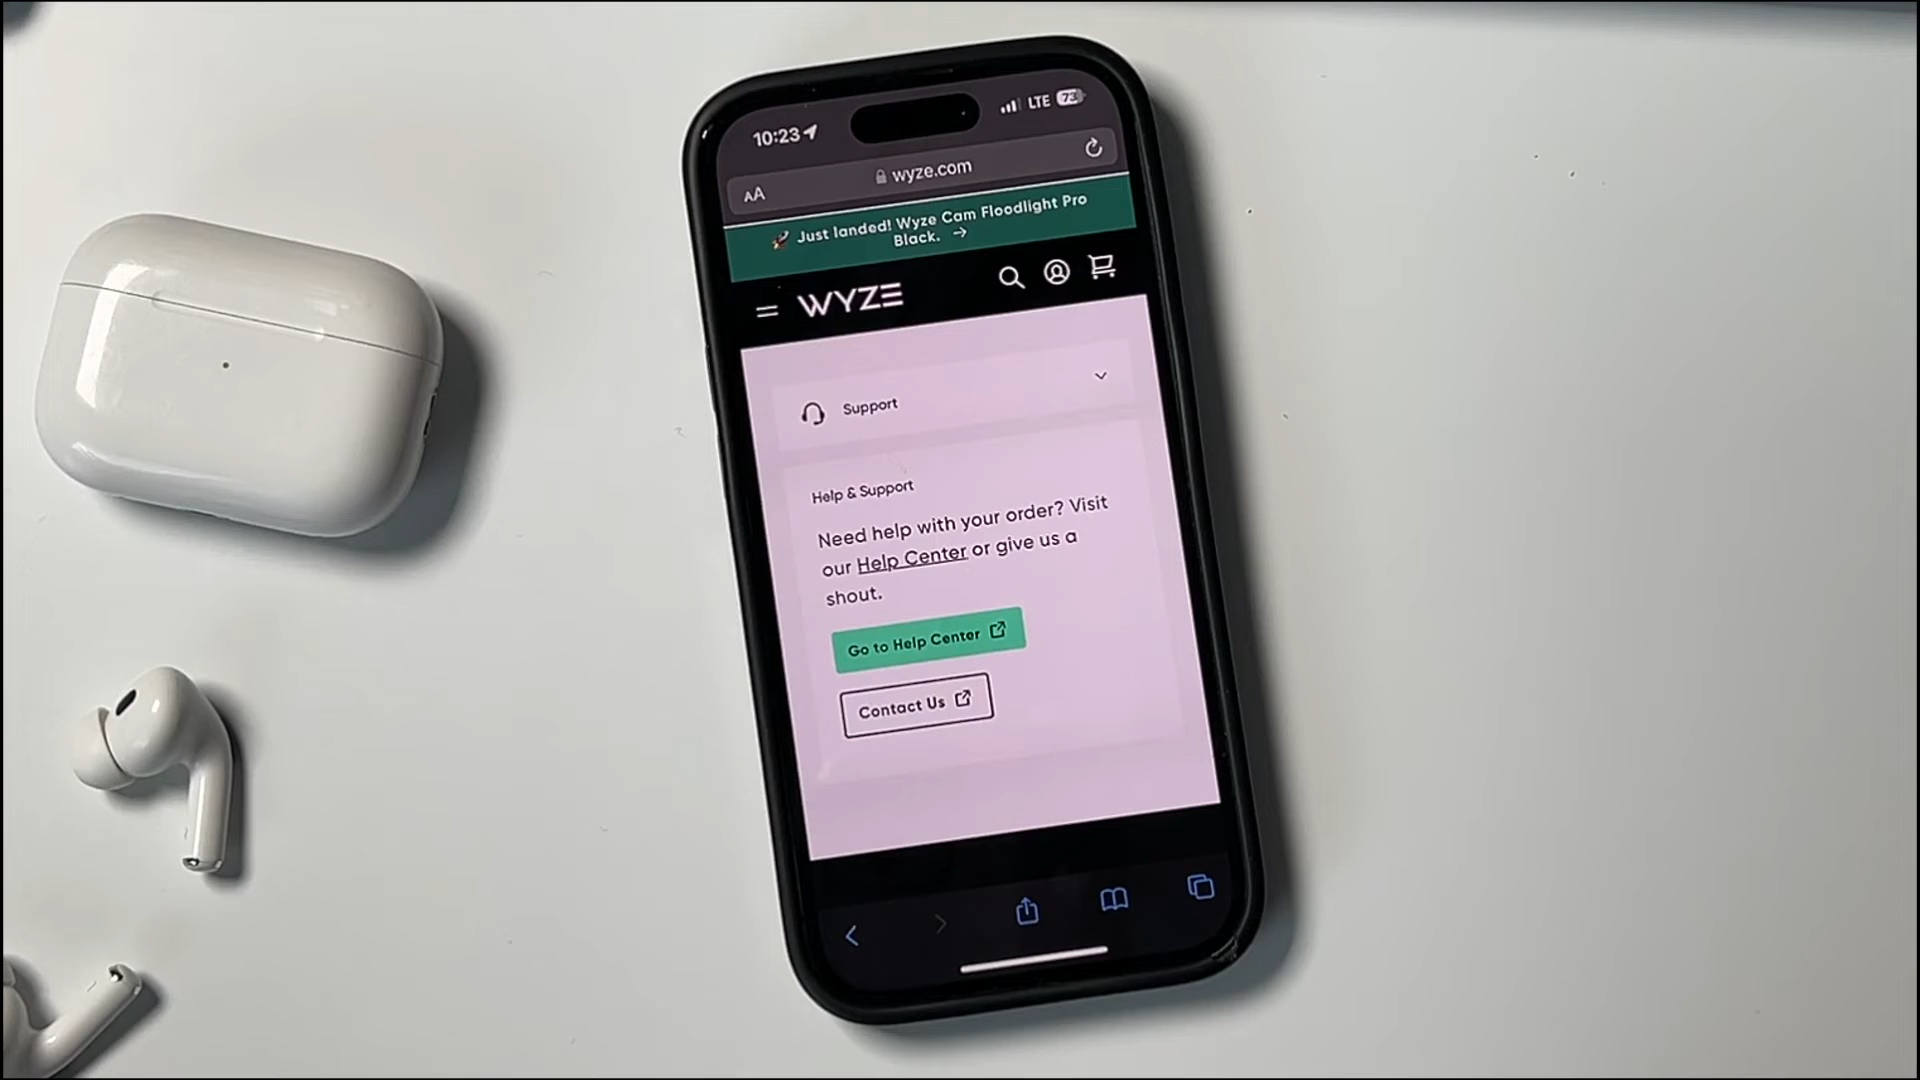 10:23
LTE 73
AA wyze.com
Just landed! Wyze Cam Floodlight Pro
Black. →
WYZE
Support
Help & Support
Need help with your order? Visit
our Help Center or give us a
shout.
Go to Help Center
Contact Us